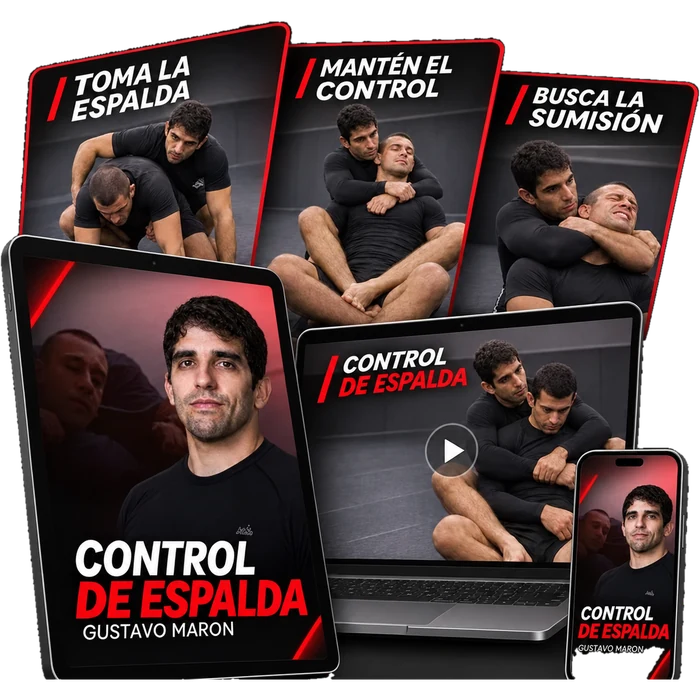 TOMA LA
ESPALDA
MANTÉN EL
CONTROL
BUSCA LA
SUMISIÓN
CONTROL
DE ESPALDA
GUSTAVO MARON
CONTROL
DE ESPALDA
CONTROL
DE ESPALDA
GUSTAVO MARON